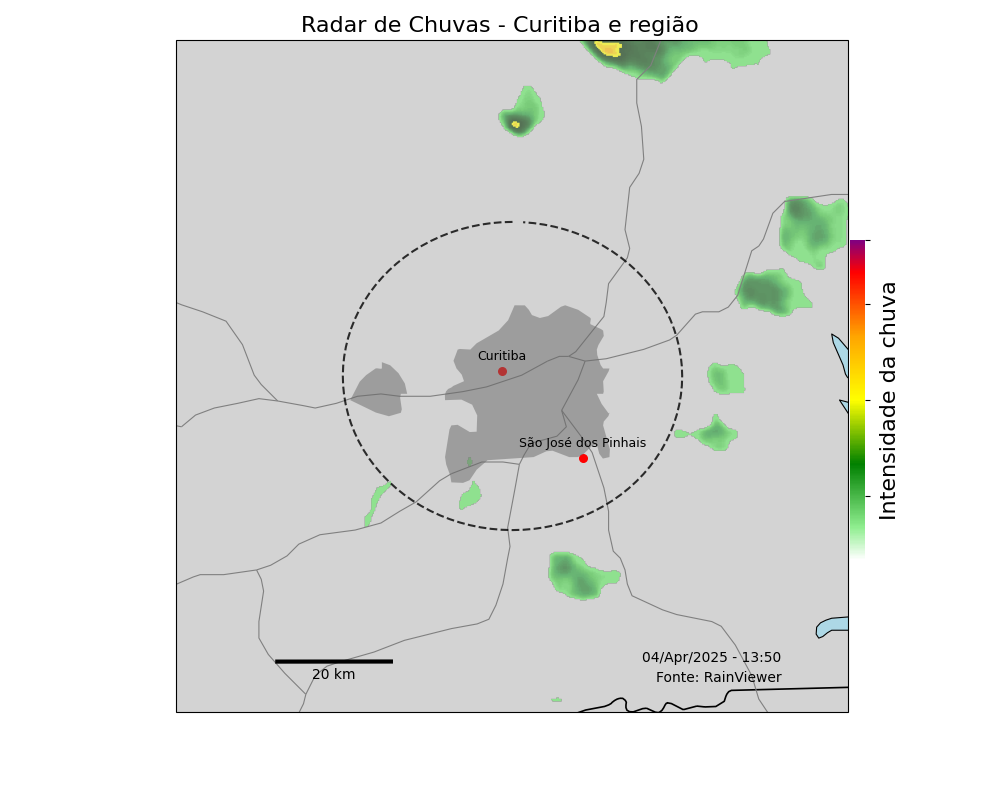 Radar de Chuvas - Curitiba e região
Curitiba
São José dos Pinhais
Intensidade da chuva
20 km
04/Apr/2025 - 13:50
Fonte: RainViewer